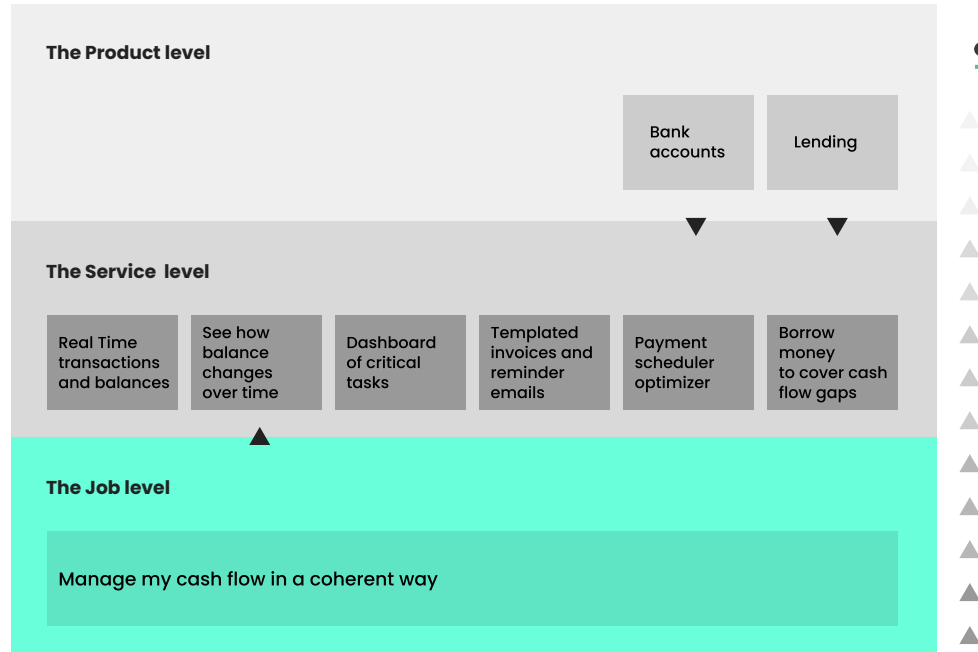 The Product level
Bank
accounts
Lending
The Service  level
Real Time
transactions
and balances
See how
balance
changes
over time
Dashboard
of critical
tasks
Templated
invoices and
reminder
emails
Payment
scheduler
optimizer
Borrow
money
to cover cash
flow gaps
The Job level
Manage my cash flow in a coherent way